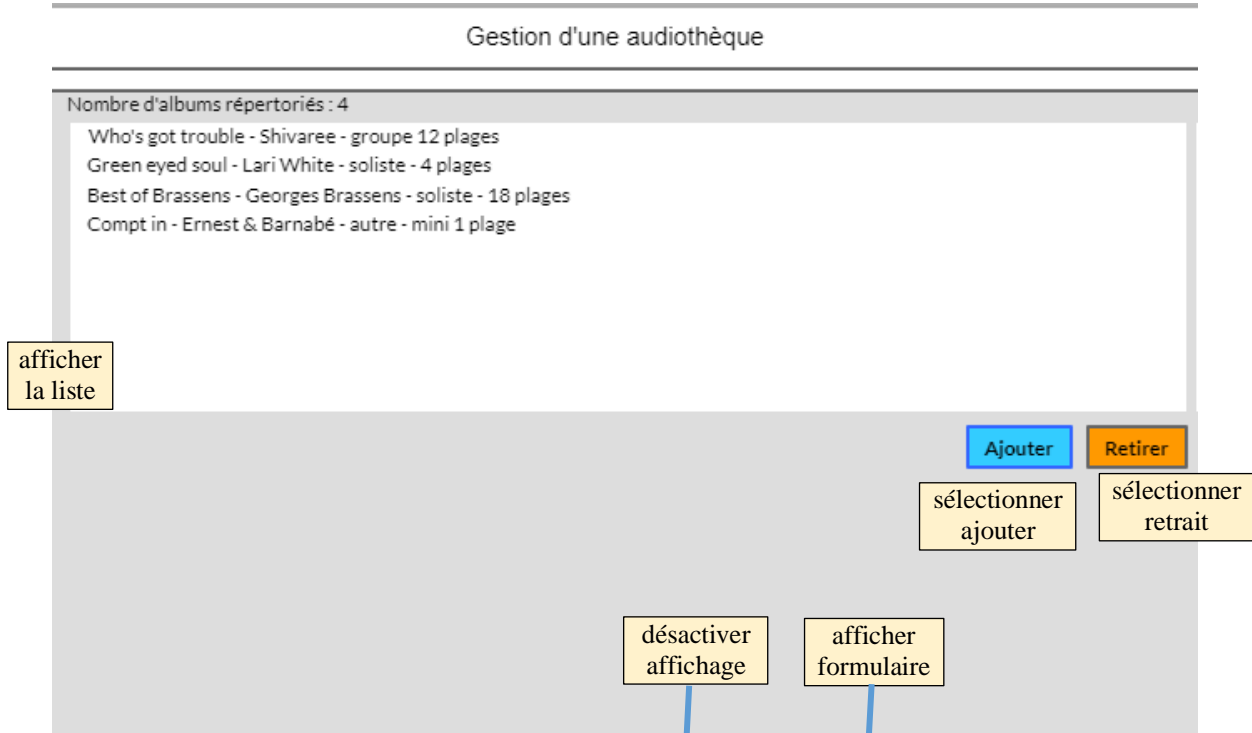 Gestion d'une audiothèque
Nombre d'albums répertoriés : 4
Who's got trouble - Shivaree - groupe 12 plages
Green eyed soul - Lari White - soliste - 4 plages
Best of Brassens - Georges Brassens - soliste - 18 plages
Compt in - Ernest & Barnabé - autre - mini 1 plage
afficher
la liste
Ajouter
Retirer
sélectionner
ajouter
sélectionner
retrait
désactiver
affichage
afficher
formulaire